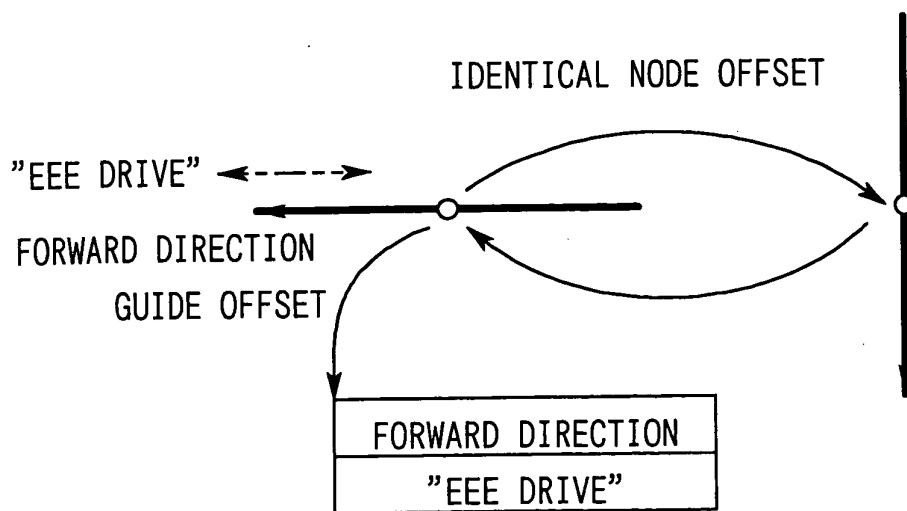 IDENTICAL NODE OFFSET
”EEE DRIVE”
FORWARD DIRECTION
GUIDE OFFSET
FORWARD DIRECTION
”EEE DRIVE”